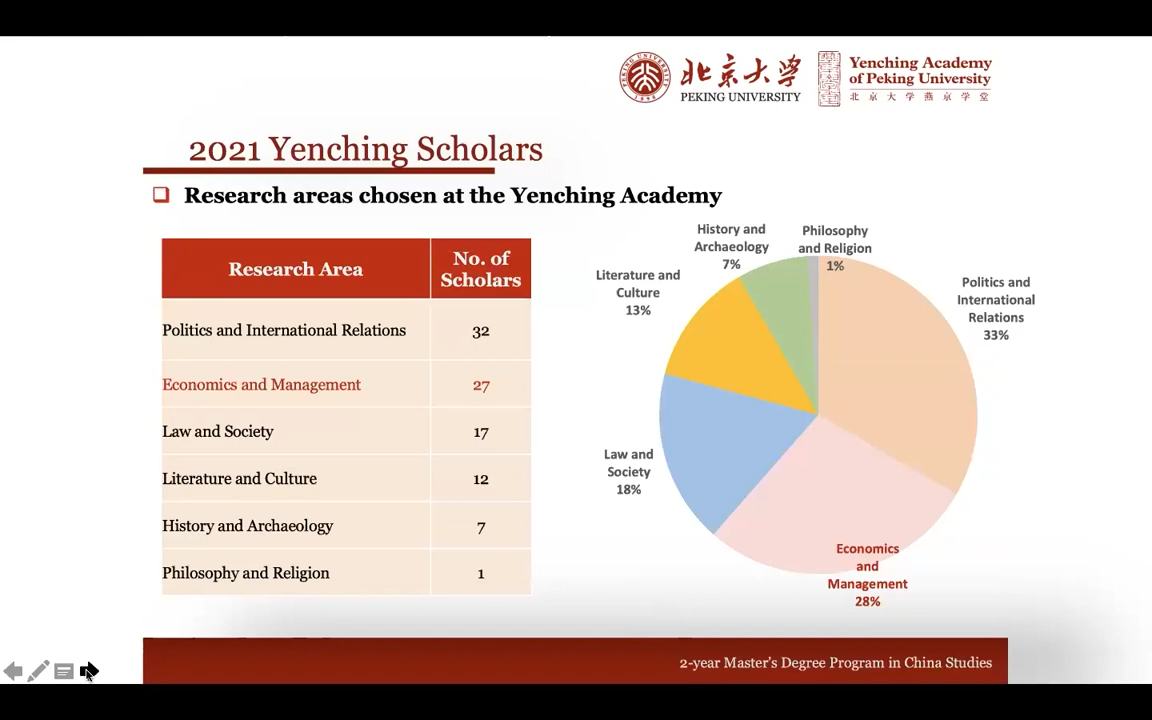 北京大学
PEKING UNIVERSITY
PEKING UNIVERSITY
1898
Yenching Academy
of Peking University
北京大学燕京学堂
2021 Yenching Scholars
Research areas chosen at the Yenching Academy
Research Area
No. of
Scholars
Politics and International Relations
32
Economics and Management
27
Law and Society
17
Literature and Culture
12
History and Archaeology
7
Philosophy and Religion
1
History and
Archaeology
7%
Philosophy
and Religion
1%
Literature and
Culture
13%
Politics and
International
Relations
33%
Law and
Society
18%
Economics
and
Management
28%
2-year Master's Degree Program in China Studies